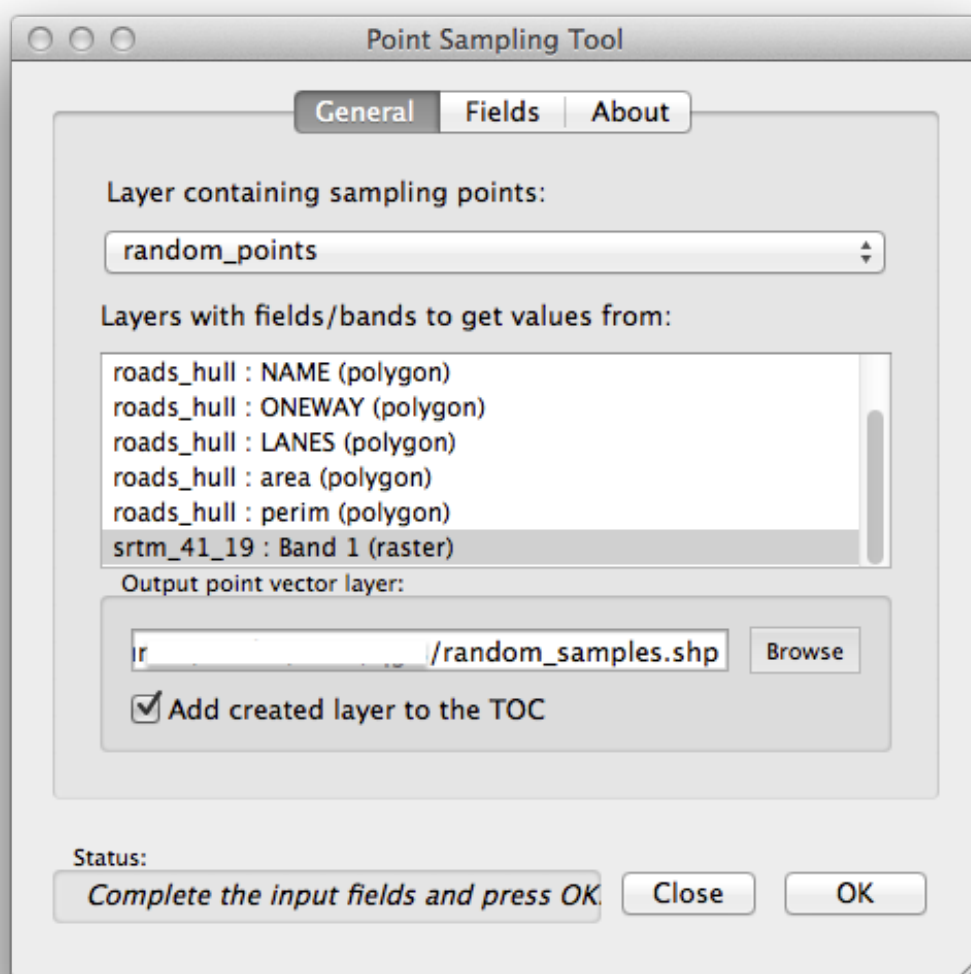 Point Sampling Tool
General Fields About
Layer containing sampling points:
random_points
Layers with fields/bands to get values from:
roads_hull : NAME (polygon)
roads_hull : ONEWAY (polygon)
roads_hull : LANES (polygon)
roads_hull : area (polygon)
roads_hull : perim (polygon)
srtm_41_19 : Band 1 (raster)
Output point vector layer:
/random_samples.shp Browse
Add created layer to the TOC
Status:
Complete the input fields and press OK. Close OK